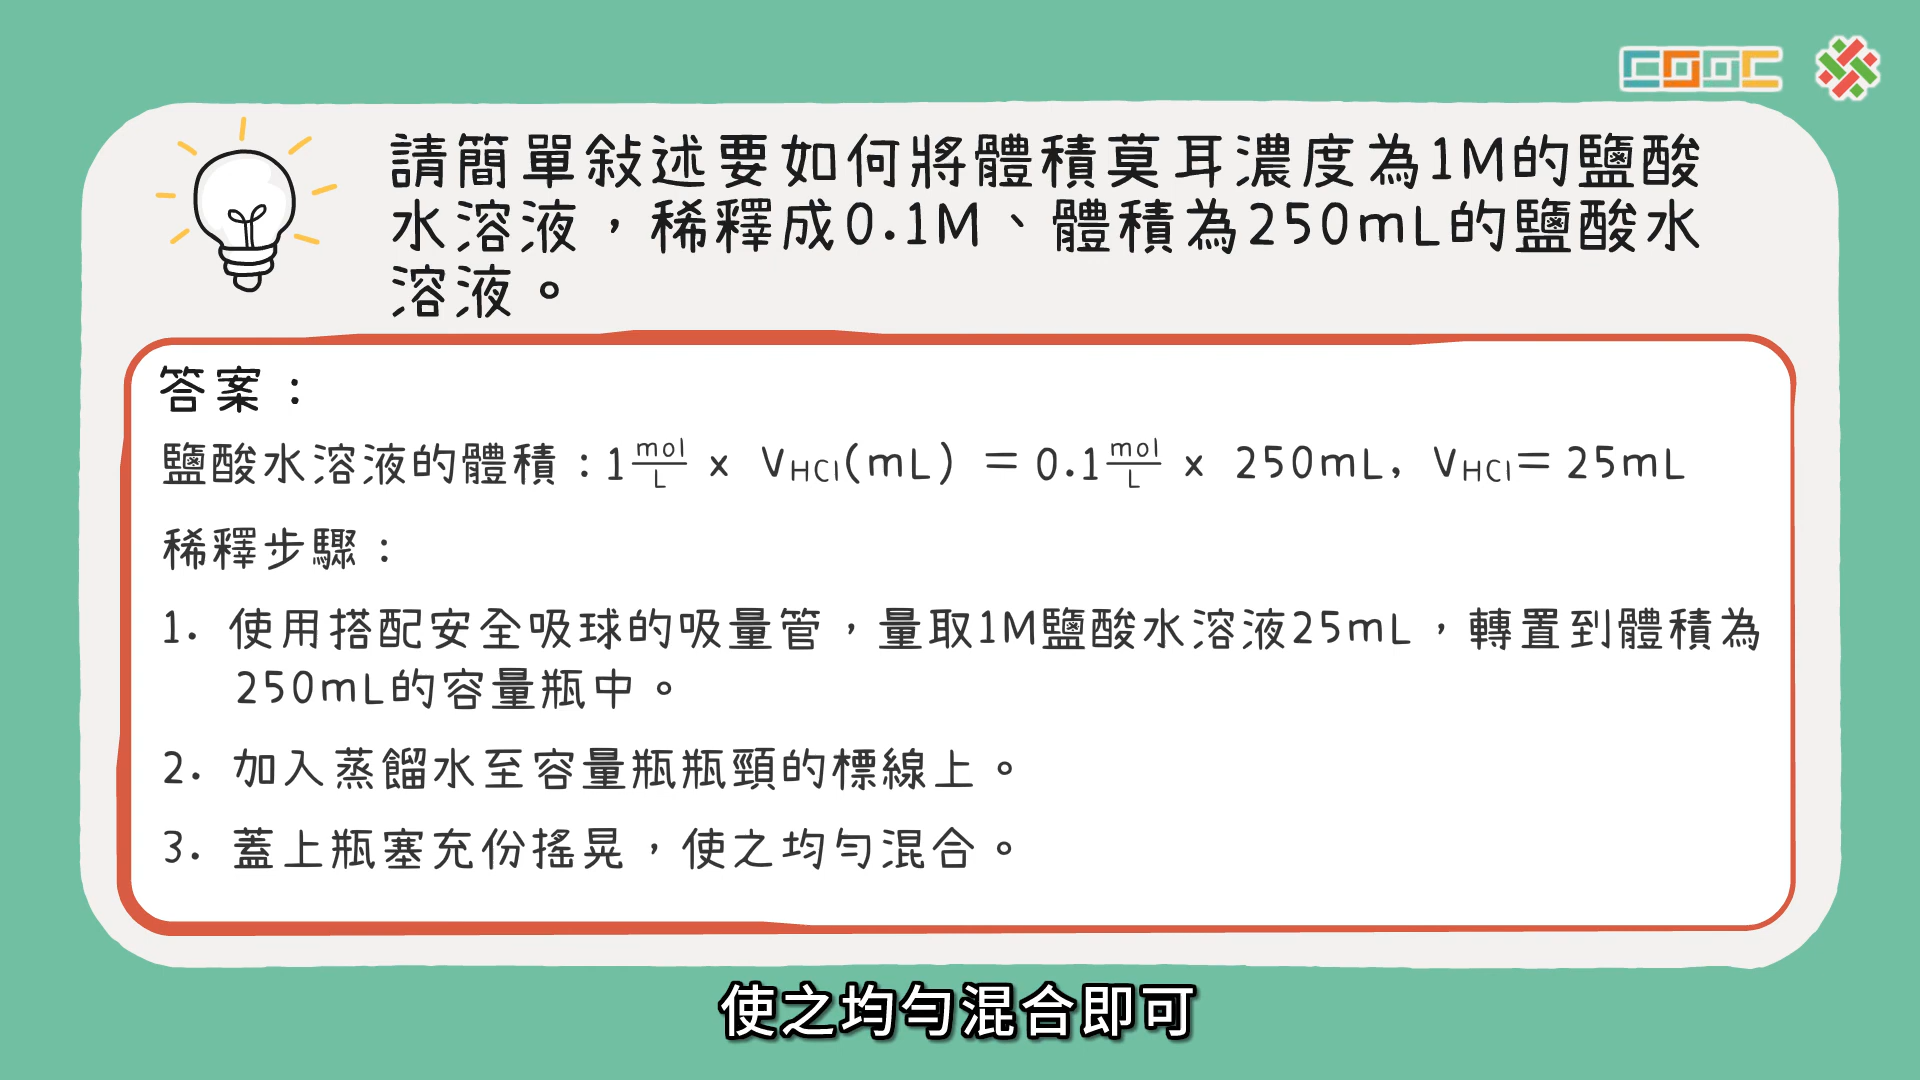 COOC
請簡單敍述要如何將體積莫耳濃度為1M的鹽酸
水溶液，稀釋成0.1M、體積為250mL的鹽酸水
溶液。
答案：
鹽酸水溶液的體積：1 mol/L x VHCl(mL) = 0.1 mol/L x 250mL, VHCl= 25mL
稀釋步驟：
1. 使用搭配安全吸球的吸量管，量取1M鹽酸水溶液25mL，轉置到體積為
250mL的容量瓶中。
2. 加入蒸餾水至容量瓶瓶頸的標線上。
3. 蓋上瓶塞充份搖晃，使之均勻混合。
使之均勻混合即可